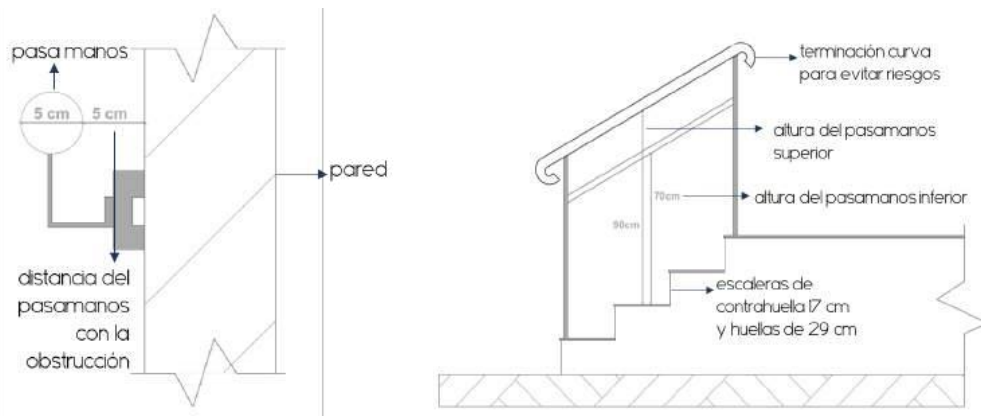 pasa manos
5 cm
5 cm
pared
distancia del
pasamanos
con la
obstrucción
terminación curva
para evitar riesgos
altura del pasamanos
superior
70cm
altura del pasamanos inferior
90cm
escaleras de
contrahuella 17 cm
y huellas de 29 cm